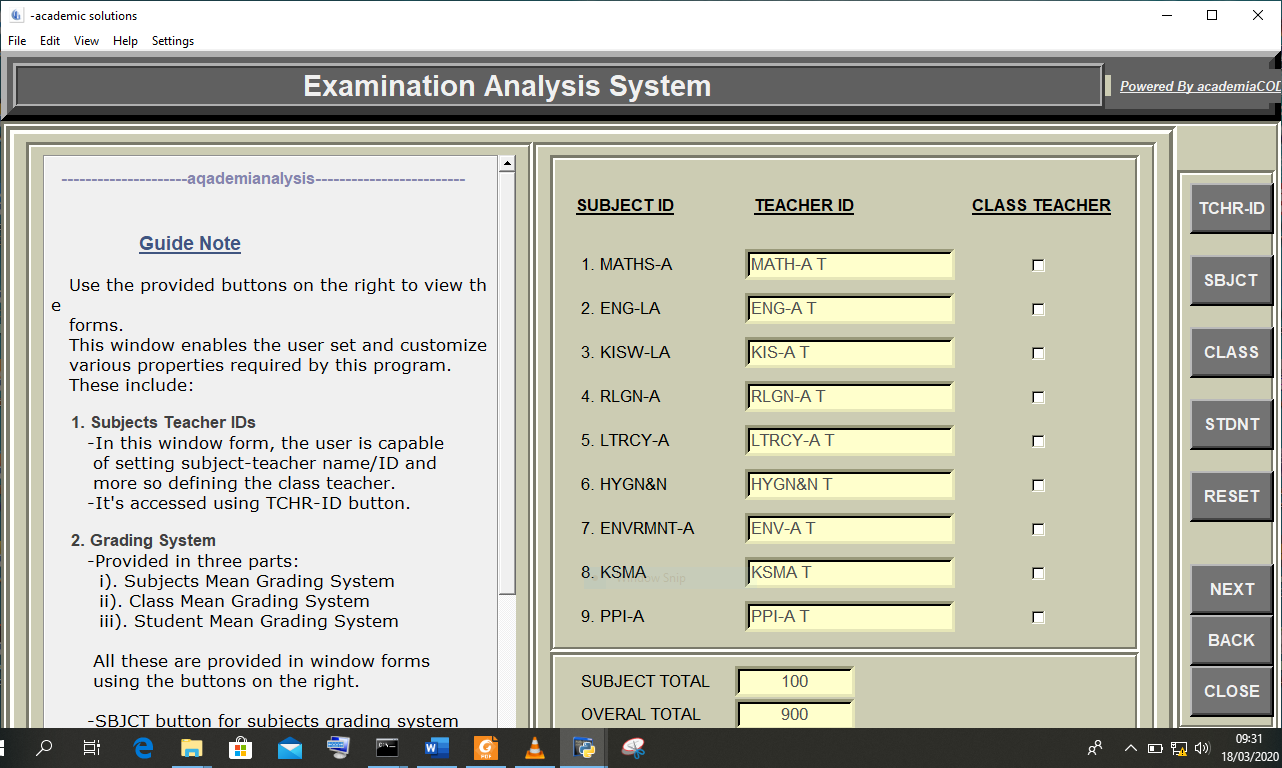 -academic solutions
File Edit View Help Settings
Examination Analysis System
Powered By academiaCOD
---------------------aqademianalysis-------------------------
Guide Note
Use the provided buttons on the right to view th
e
forms.
This window enables the user set and customize
various properties required by this program.
These include:
1. Subjects Teacher IDs
-In this window form, the user is capable
of setting subject-teacher name/ID and
more so defining the class teacher.
-It's accessed using TCHR-ID button.
2. Grading System
-Provided in three parts:
i). Subjects Mean Grading System
ii). Class Mean Grading System
iii). Student Mean Grading System
All these are provided in window forms
using the buttons on the right.
-SBJCT button for subjects grading system
SUBJECT ID TEACHER ID CLASS TEACHER
1. MATHS-A MATH-A T
2. ENG-LA ENG-A T
3. KISW-LA KIS-A T
4. RLGN-A RLGN-A T
5. LTRCY-A LTRCY-A T
6. HYGN&N HYGN&N T
7. ENVRMNT-A ENV-A T
8. KSMA KSMA T
Window Snip
9. PPI-A PPI-A T
SUBJECT TOTAL 100
OVERAL TOTAL 900
TCHR-ID
SBJCT
CLASS
STDNT
RESET
NEXT
BACK
CLOSE
09:31
18/03/2020